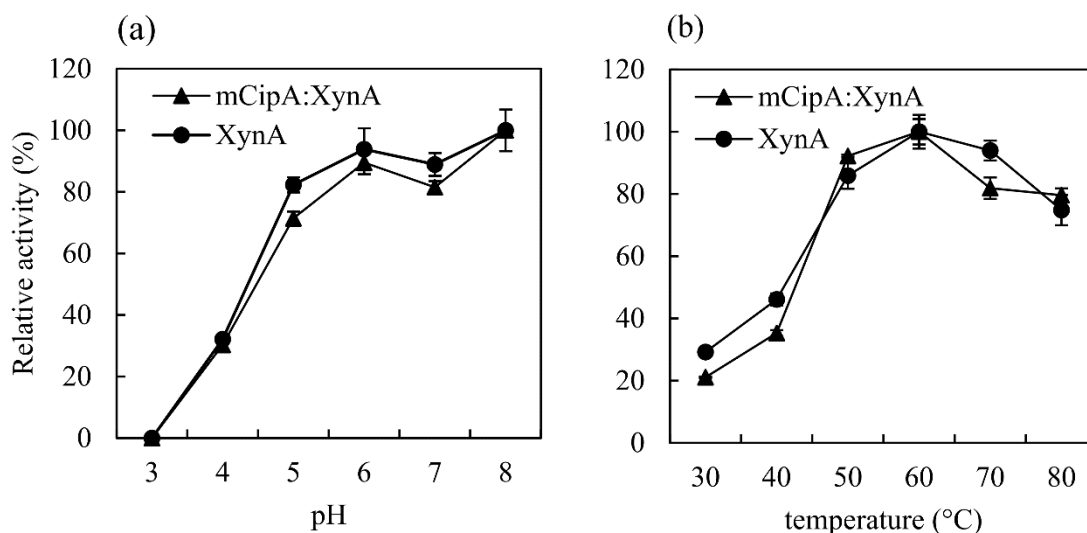 (a)
120
100
80
60
40
20
0
Relative activity (%)
mCipA:XynA
XynA
3 4 5 6 7 8
pH
(b)
120
100
80
60
40
20
0
mCipA:XynA
XynA
30 40 50 60 70 80
temperature (°C)